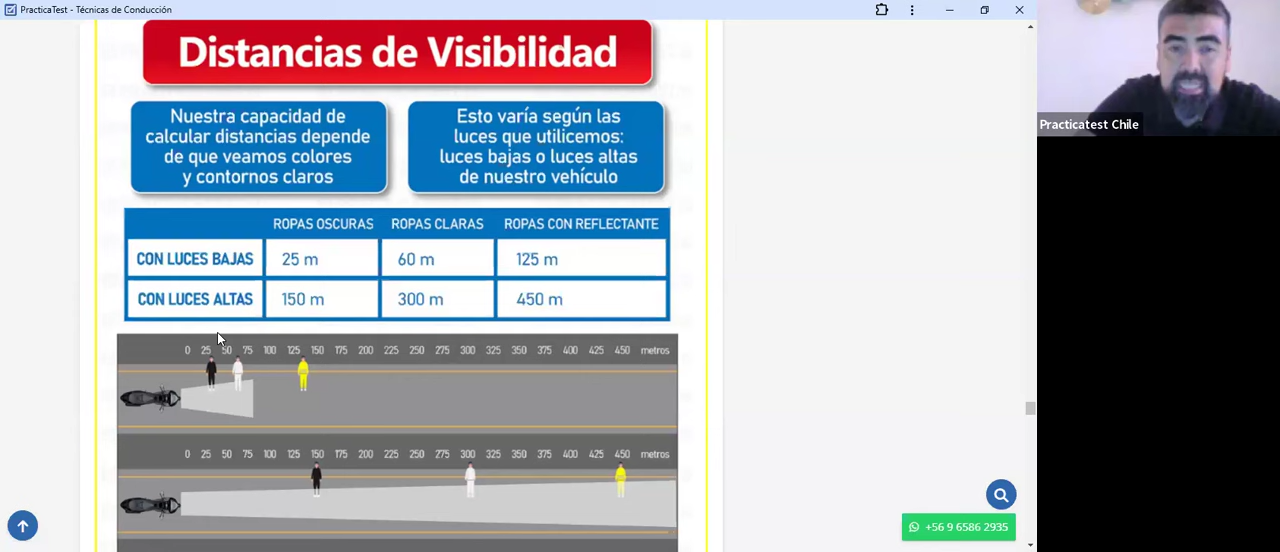 PracticaTest - Técnicas de Conducción
Distancias de Visibilidad
Nuestra capacidad de
calcular distancias depende
de que veamos colores
y contornos claros
Esto varía según las
luces que utilicemos:
luces bajas o luces altas
de nuestro vehículo
ROPAS OSCURAS ROPAS CLARAS ROPAS CON REFLECTANTE
CON LUCES BAJAS 25 m 60 m 125 m
CON LUCES ALTAS 150 m 300 m 450 m
0 25 50 75 100 125 150 175 200 225 250 275 300 325 350 375 400 425 450 metros
0 25 50 75 100 125 150 175 200 225 250 275 300 325 350 375 400 425 450 metros
Practicatest Chile
+56 9 6586 2935